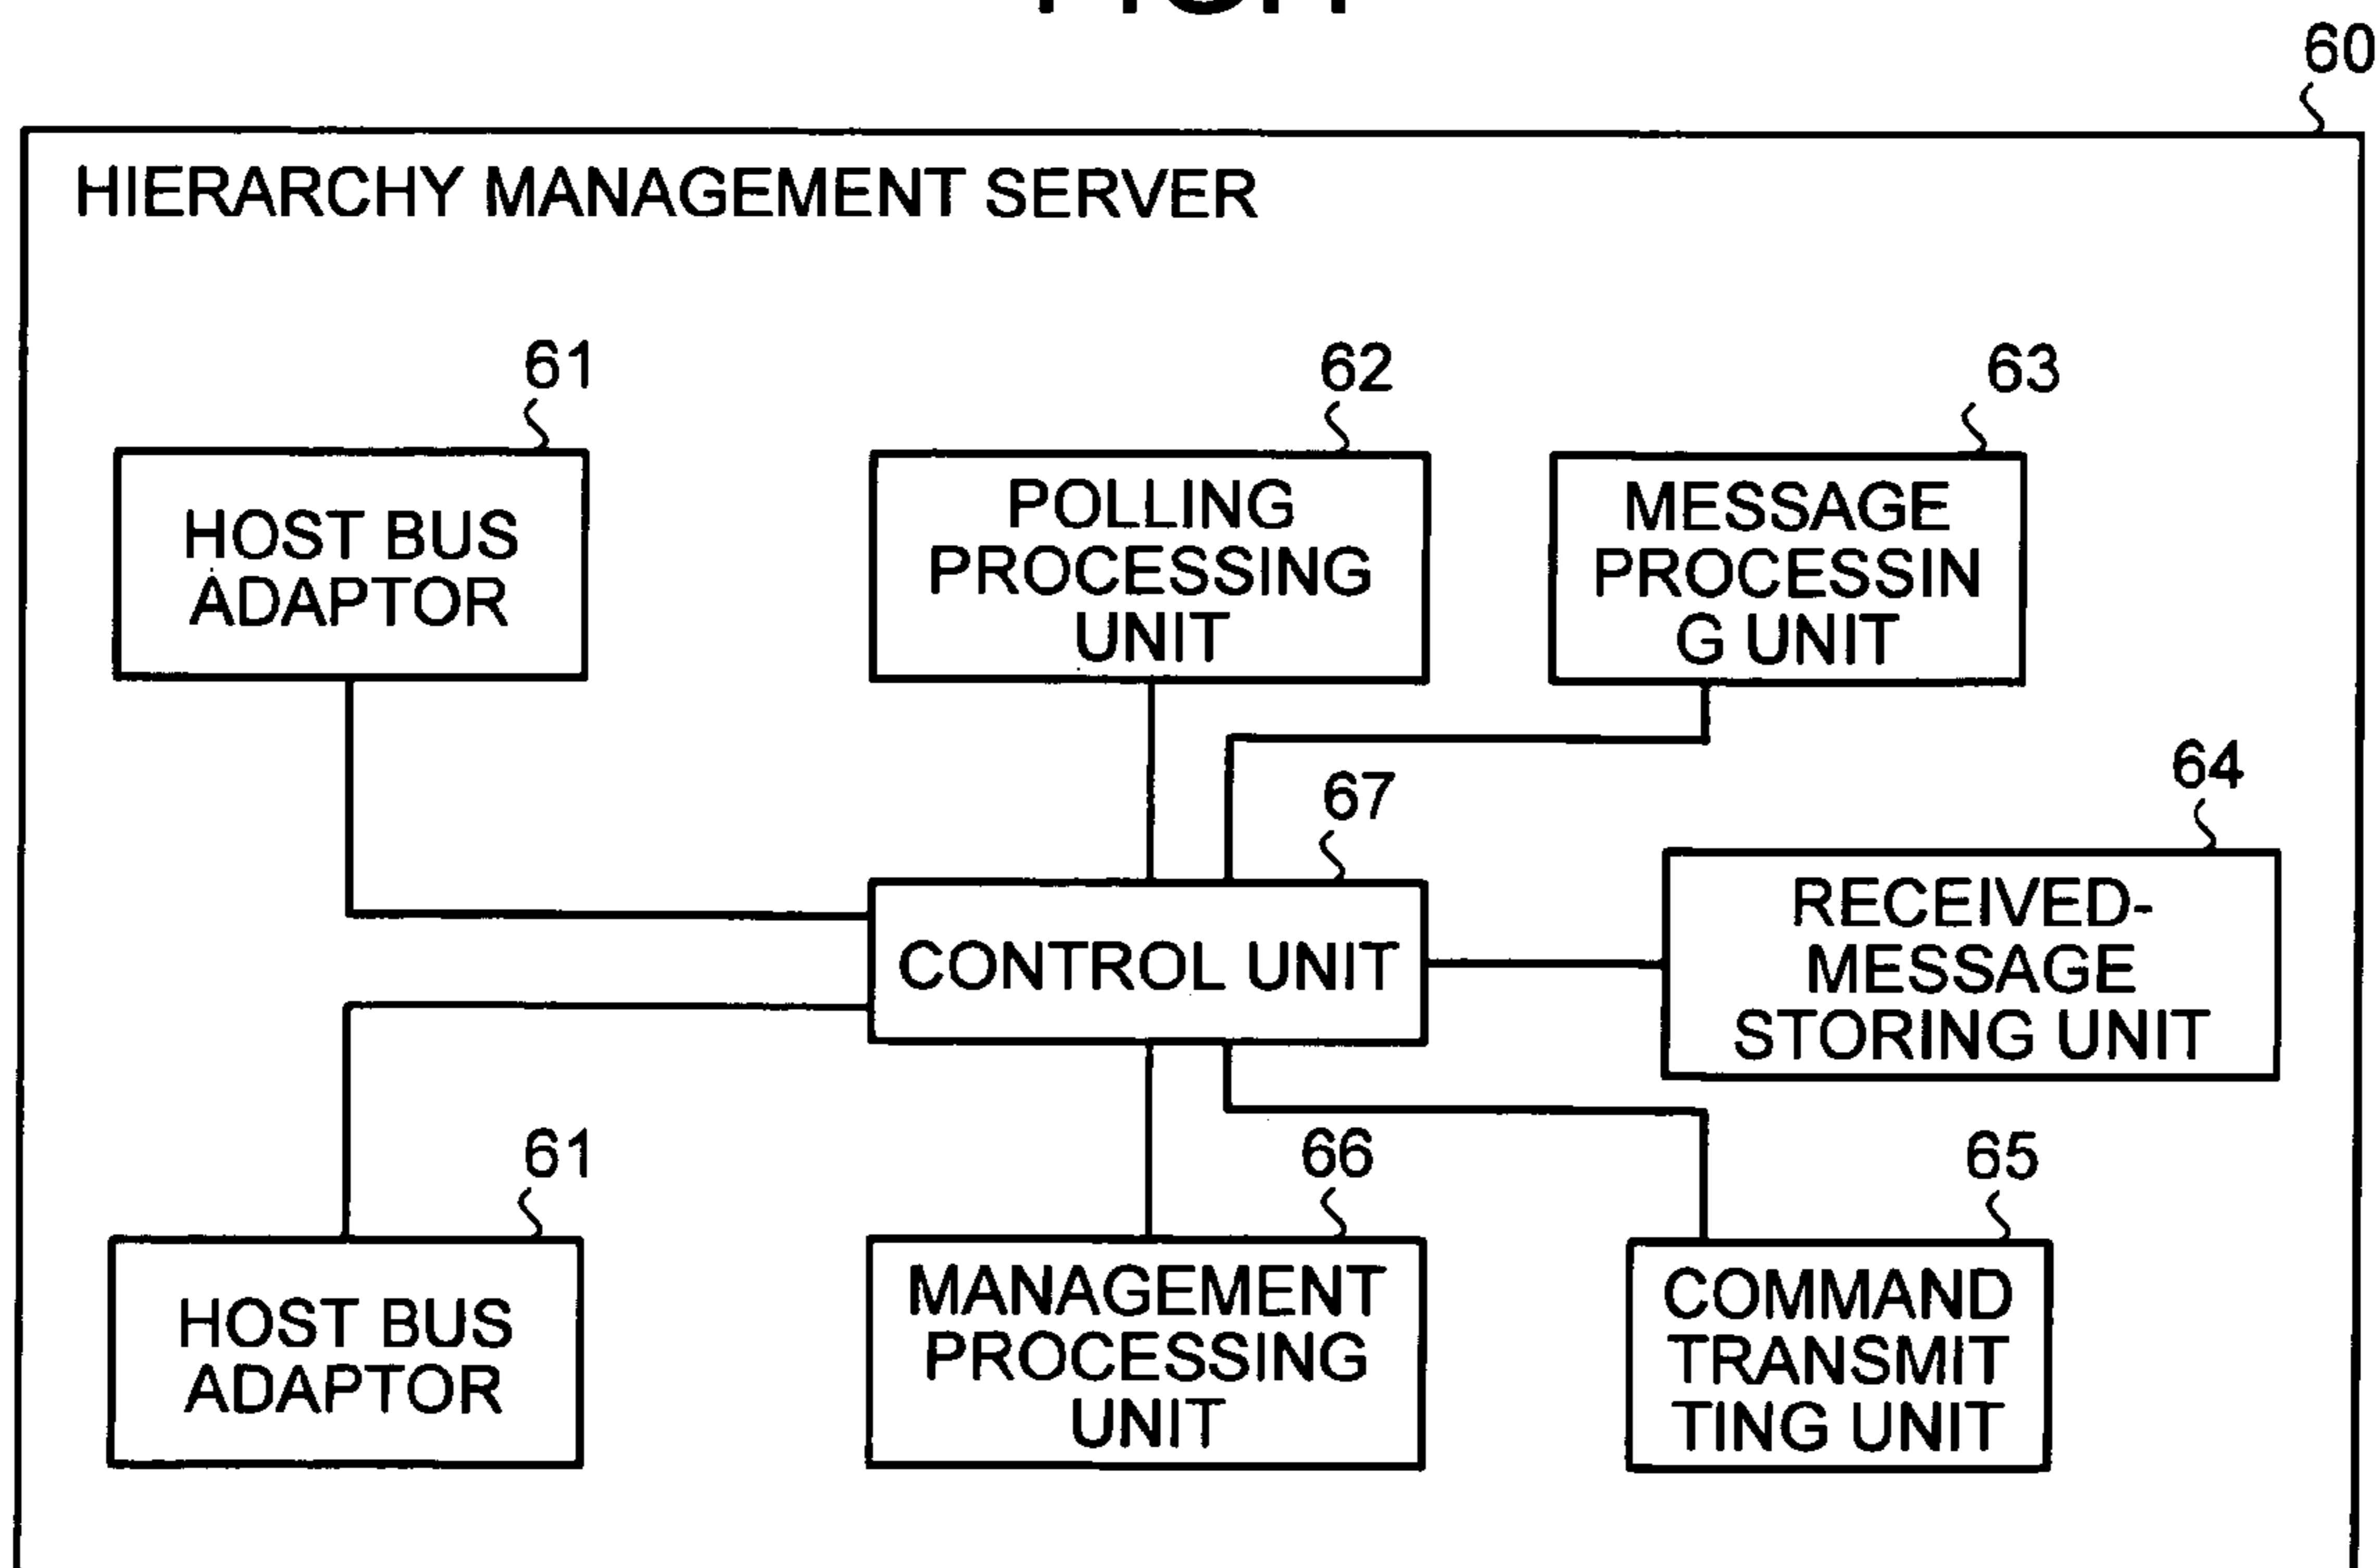 60
HIERARCHY MANAGEMENT SERVER
61
62
63
HOST BUS
ADAPTOR
POLLING
PROCESSING
UNIT
MESSAGE
PROCESSIN
G UNIT
67
64
CONTROL UNIT
RECEIVED-
MESSAGE
STORING UNIT
61
66
65
HOST BUS
ADAPTOR
MANAGEMENT
PROCESSING
UNIT
COMMAND
TRANSMIT
TING UNIT